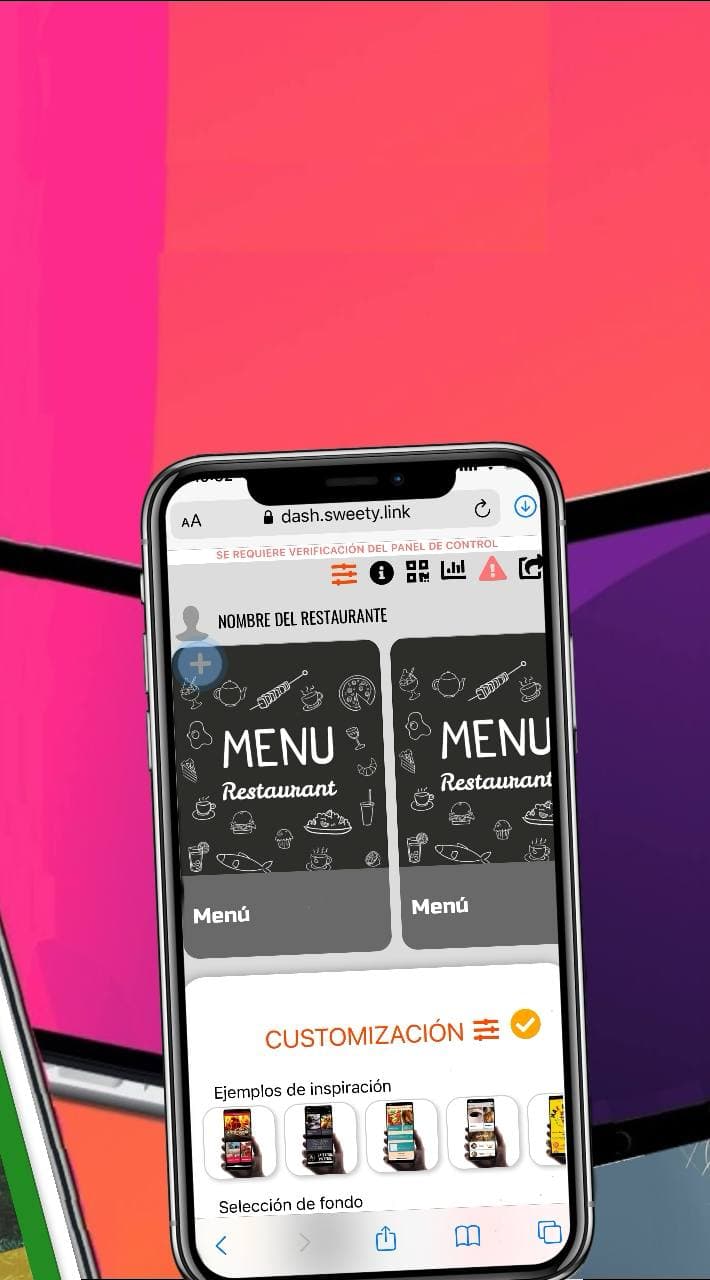 AA dash.sweety.link
SE REQUIERE VERIFICACIÓN DEL PANEL DE CONTROL
NOMBRE DEL RESTAURANTE
MENU
Restaurant
Menú
MENU
Restaurant
Menú
CUSTOMIZACIÓN
Ejemplos de inspiración
Selección de fondo